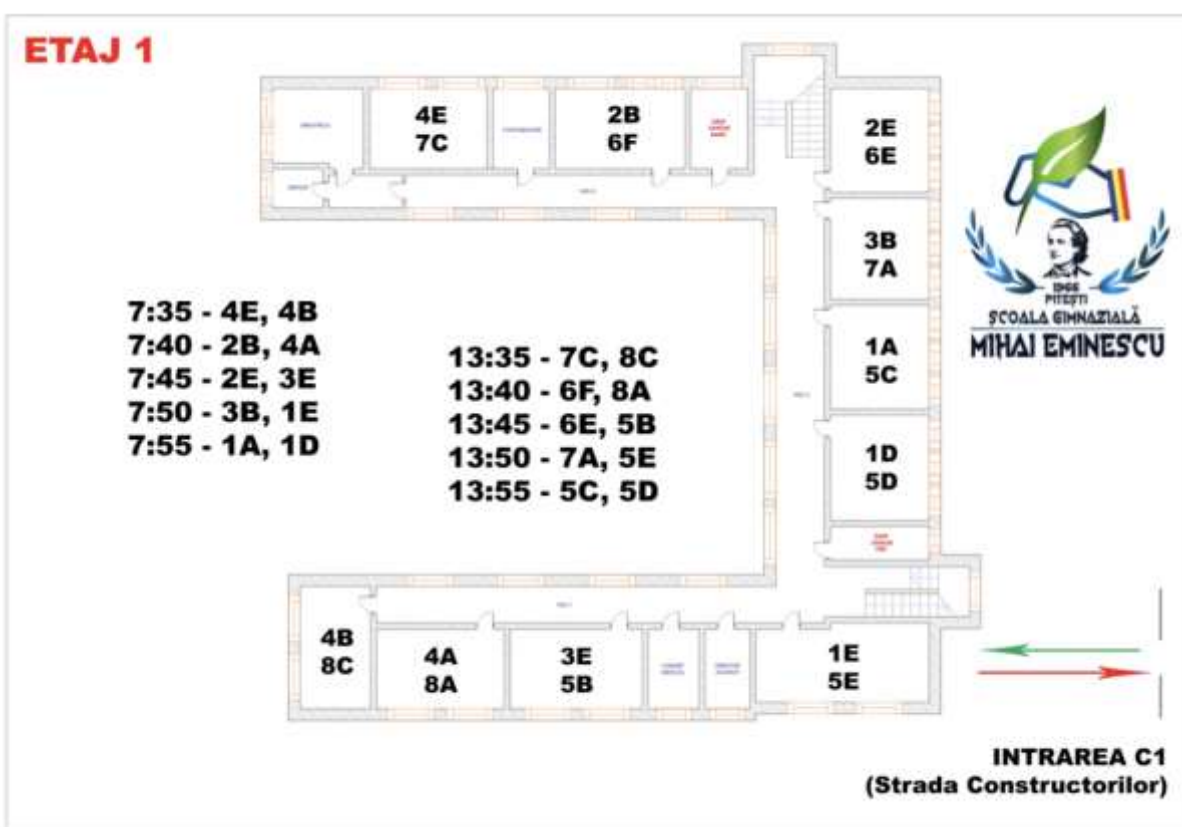 ETAJ 1
4E
7C
2B
6F
2E
6E
3B
7A
1A
5C
1D
5D
1966
PITEȘTI
ȘCOALA GIMNAZIALĂ
MIHAI EMINESCU
7:35 - 4E, 4B
7:40 - 2B, 4A
7:45 - 2E, 3E
7:50 - 3B, 1E
7:55 - 1A, 1D
13:35 - 7C, 8C
13:40 - 6F, 8A
13:45 - 6E, 5B
13:50 - 7A, 5E
13:55 - 5C, 5D
4B
8C
4A
8A
3E
5B
1E
5E
INTRAREA C1
(Strada Constructorilor)